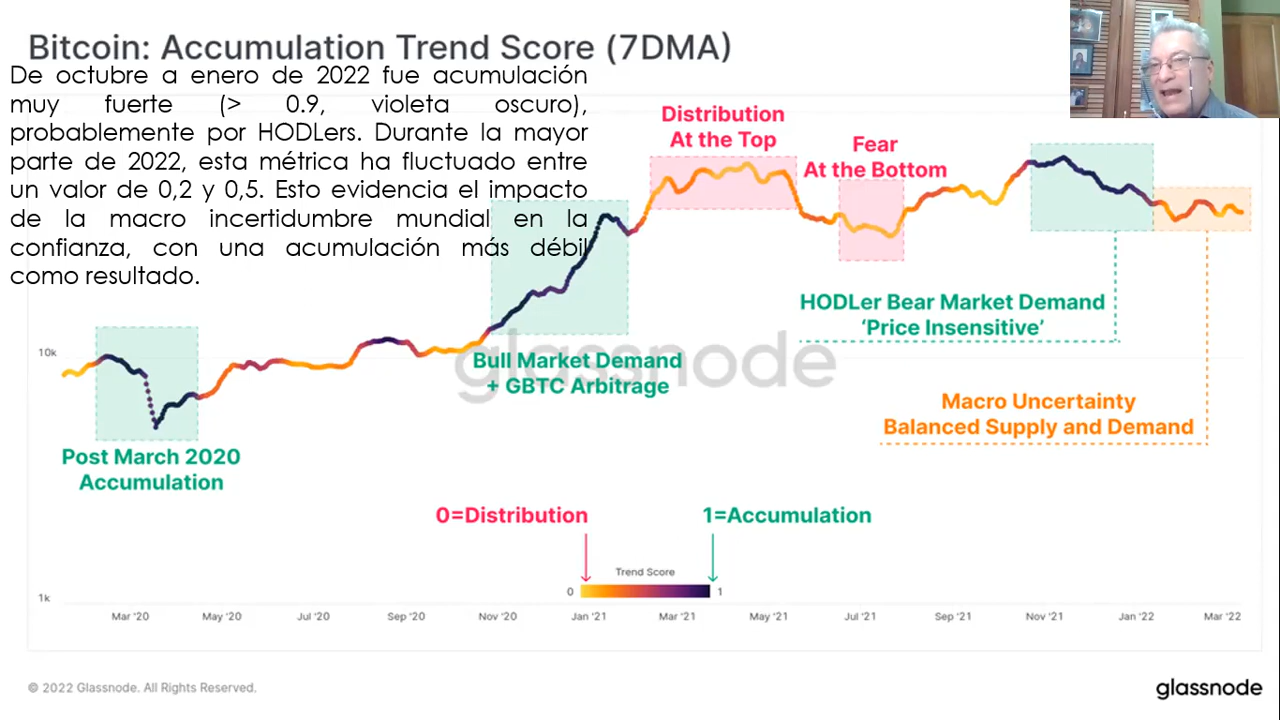 Bitcoin: Accumulation Trend Score (7DMA)
De octubre a enero de 2022 fue acumulación
muy fuerte (> 0.9, violeta oscuro),
probablemente por HODLers. Durante la mayor
parte de 2022, esta métrica ha fluctuado entre
un valor de 0,2 y 0,5. Esto evidencia el impacto
de la macro incertidumbre mundial en la
confianza, con una acumulación más débil
como resultado.
Distribution
At the Top
Fear
At the Bottom
HODLer Bear Market Demand
‘Price Insensitive’
10k
glassnode
Bull Market Demand
+ GBTC Arbitrage
Macro Uncertainty
Balanced Supply and Demand
Post March 2020
Accumulation
0=Distribution
1=Accumulation
Trend Score
0
1
1k
Mar '20
May '20
Jul '20
Sep '20
Nov '20
Jan '21
Mar '21
May '21
Jul '21
Sep '21
Nov '21
Jan '22
Mar '22
© 2022 Glassnode. All Rights Reserved.
glassnode